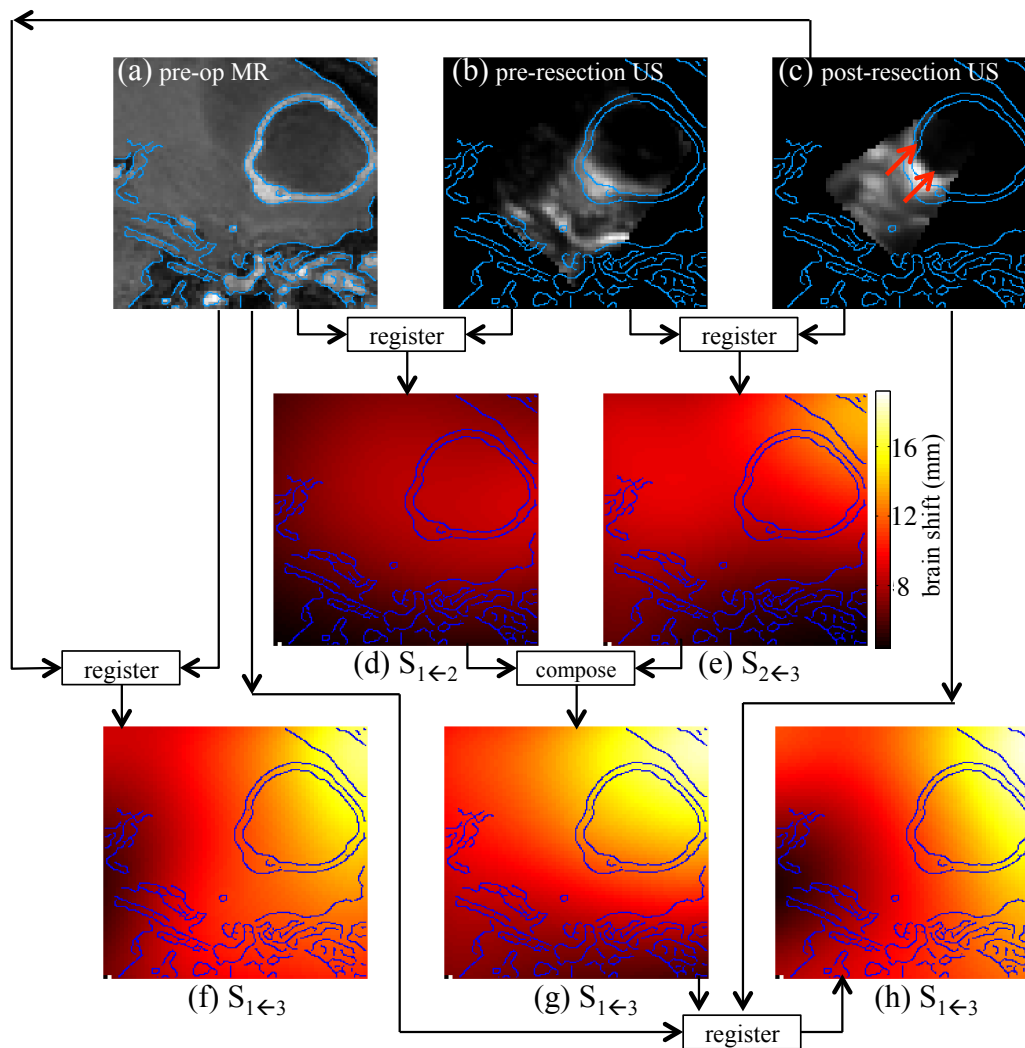 (a) pre-op MR
(b) pre-resection US
(c) post-resection US
register
register
16
12
8
brain shift (mm)
(d) S1←2
(e) S2←3
register
compose
(f) S1←3
(g) S1←3
(h) S1←3
register